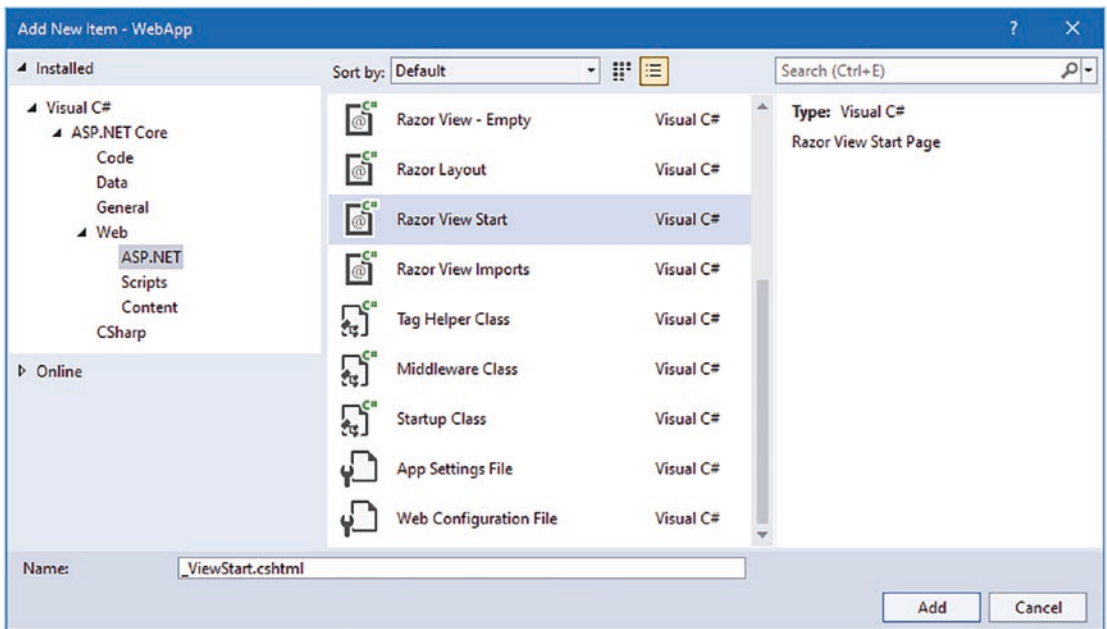 Add New Item - WebApp
Installed
Sort by: Default
Search (Ctrl+E)
Visual C#
ASP.NET Core
Code
Data
General
Web
ASP.NET
Scripts
Content
CSharp
Online
C# @ Razor View - Empty Visual C#
C# @ Razor Layout Visual C#
C# @ Razor View Start Visual C#
C# @ Razor View Imports Visual C#
C# Tag Helper Class Visual C#
C# Middleware Class Visual C#
C# Startup Class Visual C#
App Settings File Visual C#
Web Configuration File Visual C#
Type: Visual C#
Razor View Start Page
Name: _ViewStart.cshtml
Add Cancel